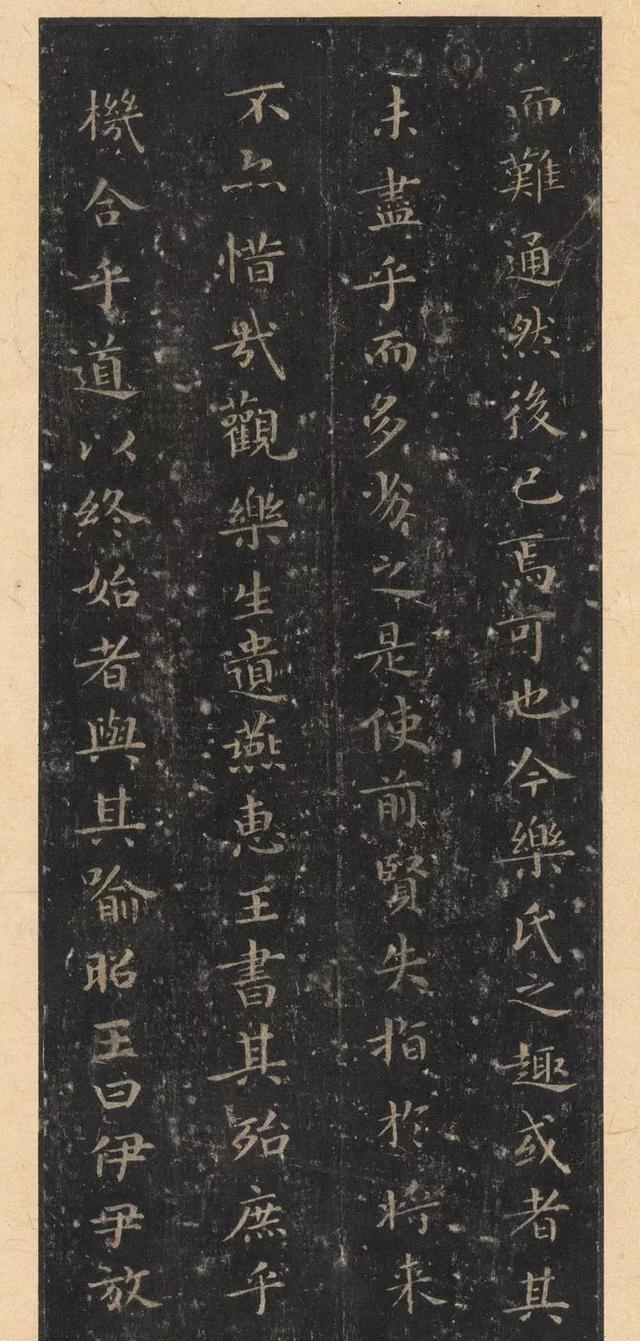 而難通然後已焉可也今樂氏之趣或者其
未盡乎而多劣之是使前賢失指於將来
不亦惜哉觀樂生遺燕惠王書其殆庶乎
機合乎道以終始者與其喻昭王曰伊尹放